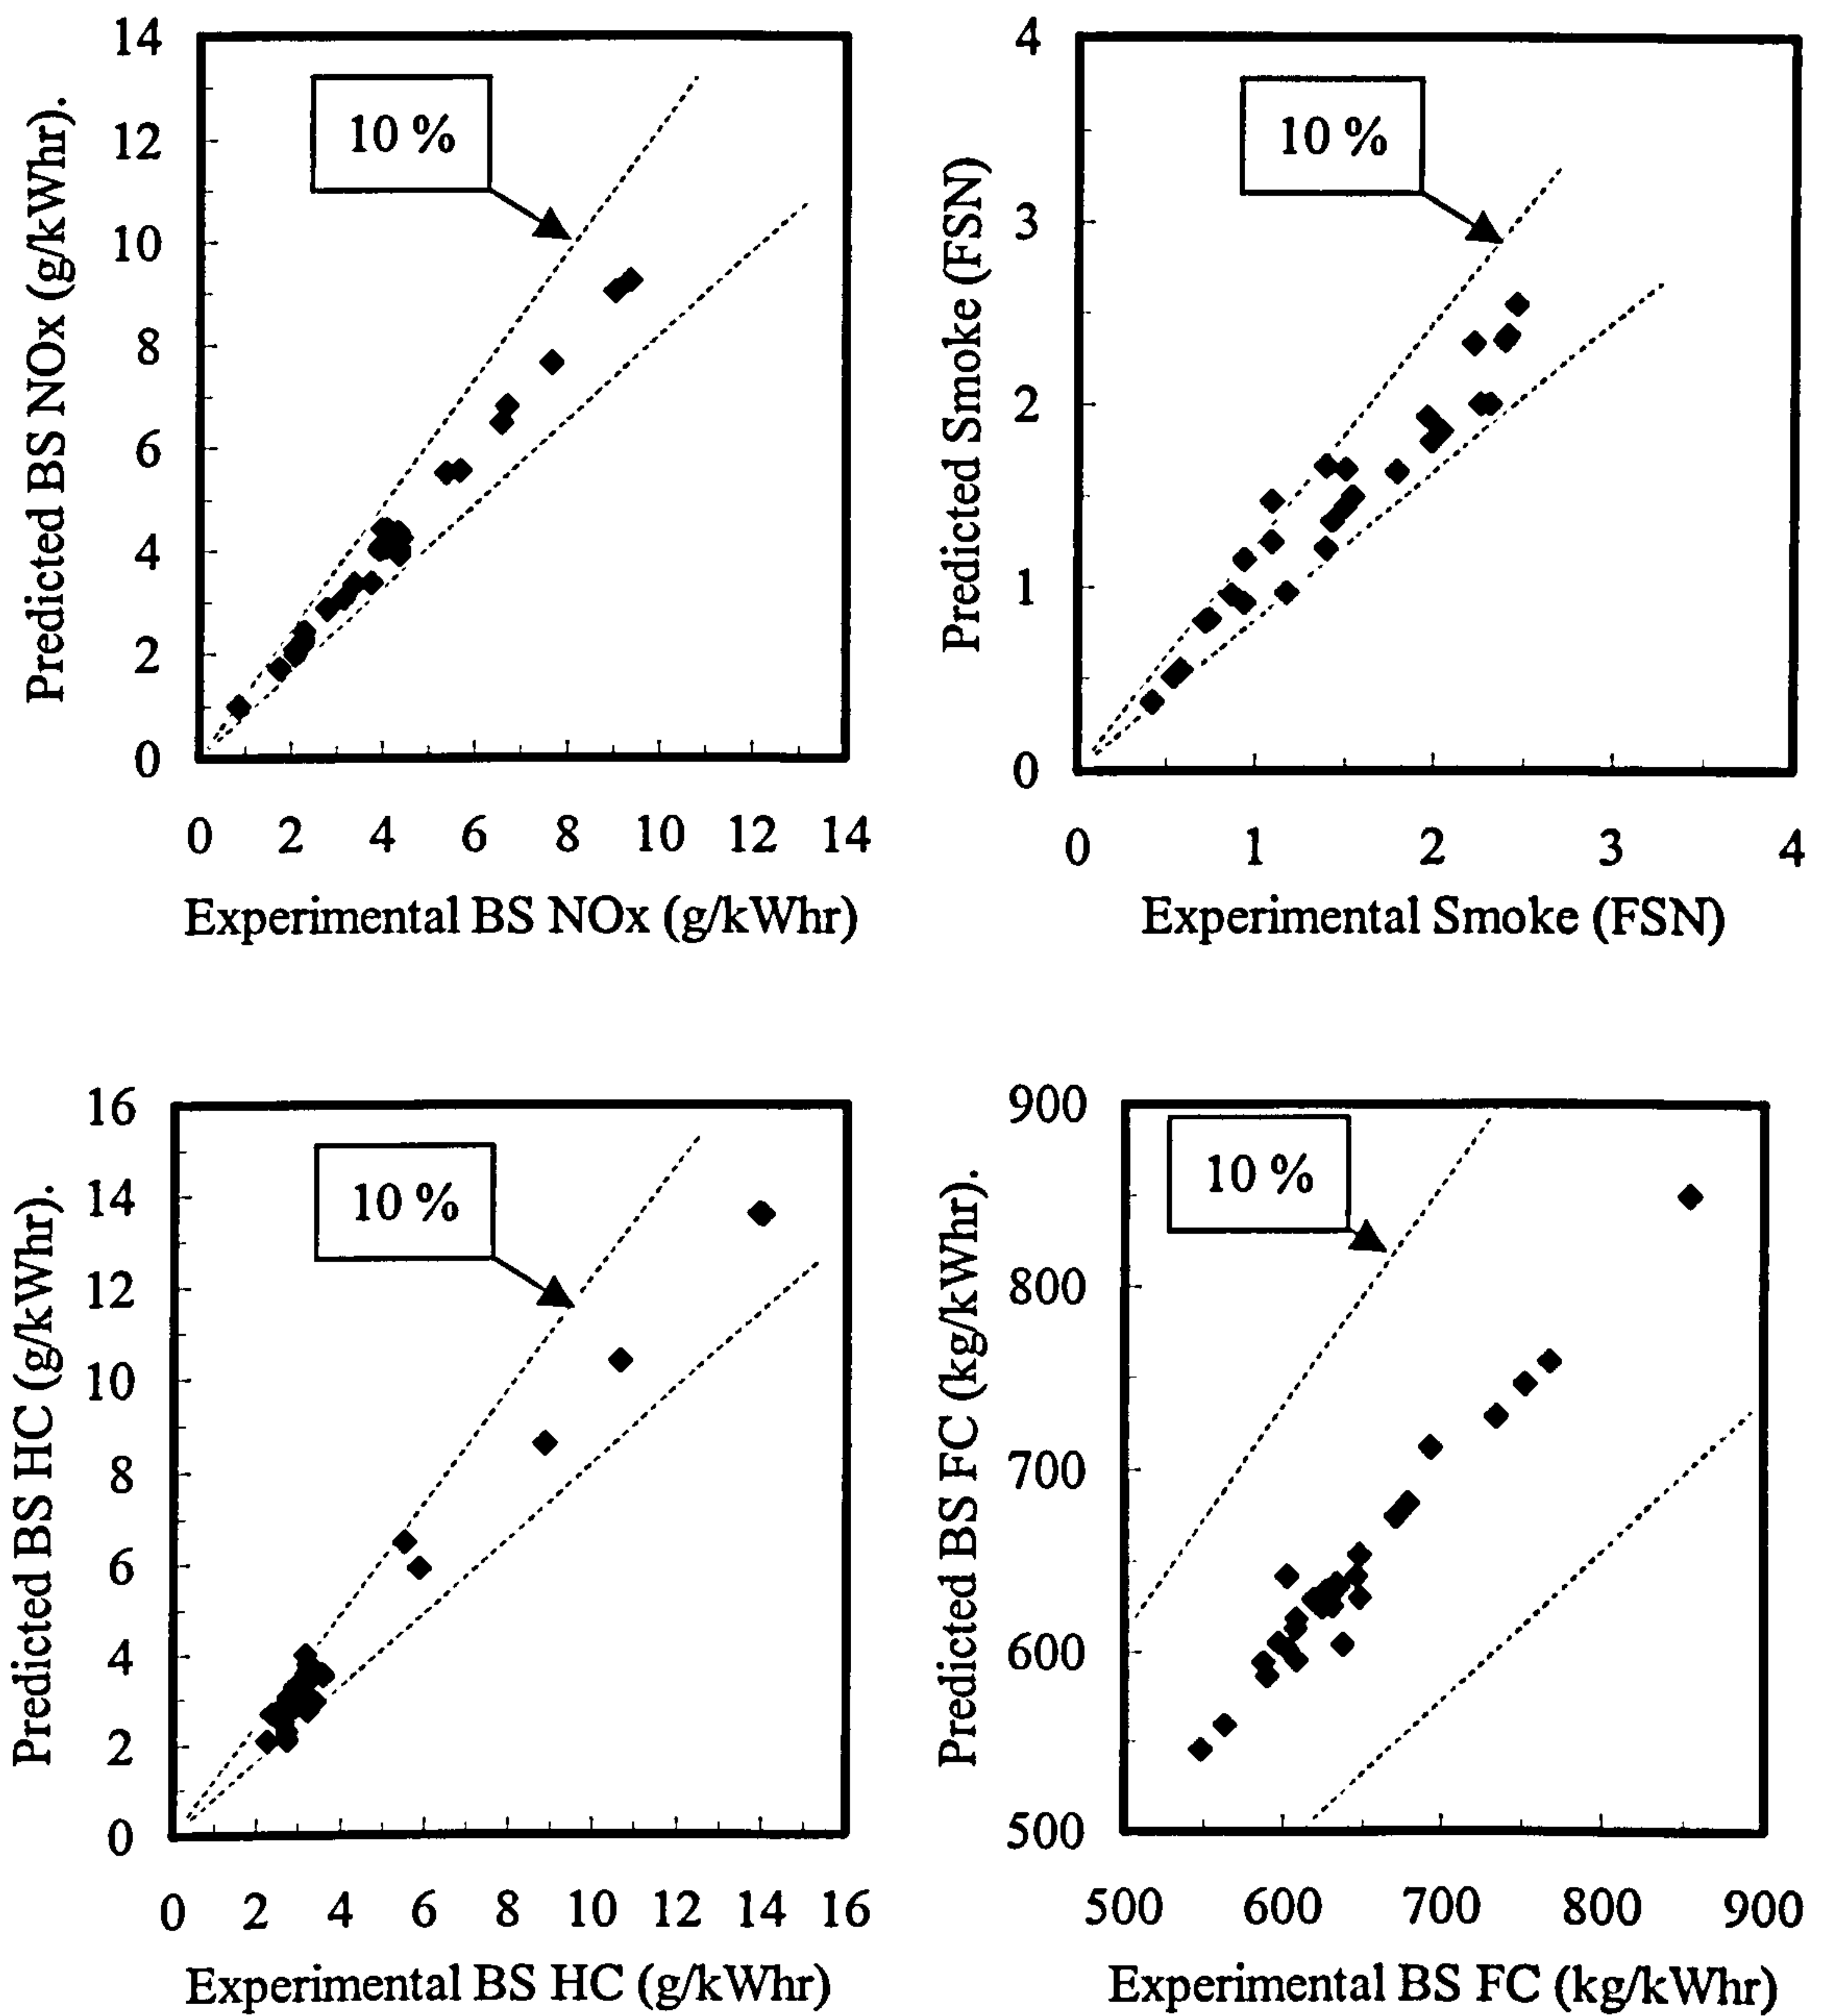 14
12
10
8
6
4
2
0
Predicted BS NOx (g/kWhr).
10 %
0 2 4 6 8 10 12 14
Experimental BS NOx (g/kWhr)
4
3
2
1
0
Predicted Smoke (FSN)
10 %
0 1 2 3 4
Experimental Smoke (FSN)
16
14
12
10
8
6
4
2
0
Predicted BS HC (g/kWhr).
10 %
0 2 4 6 8 10 12 14 16
Experimental BS HC (g/kWhr)
900
800
700
600
500
Predicted BS FC (kg/kWhr).
10 %
500 600 700 800 900
Experimental BS FC (kg/kWhr)